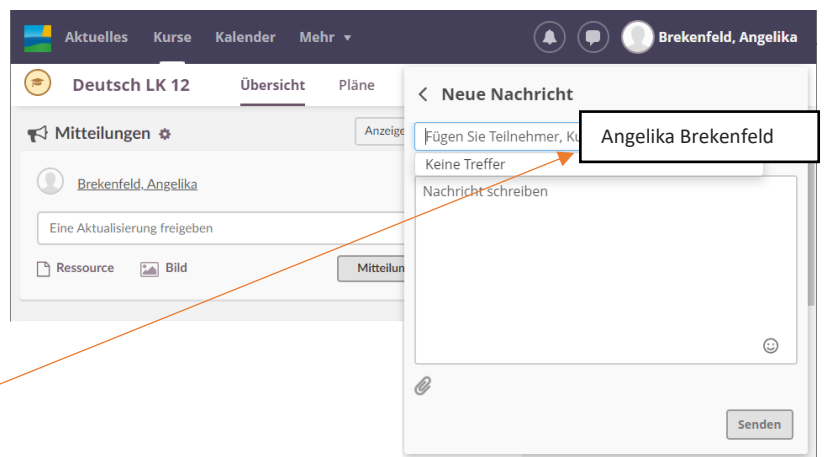 Aktuelles Kurse Kalender Mehr ▾ Brekenfeld, Angelika
Deutsch LK 12 Übersicht Pläne
Mitteilungen
Anzeige
Brekenfeld, Angelika
Eine Aktualisierung freigeben
Ressource Bild Mitteilun
< Neue Nachricht
Fügen Sie Teilnehmer, Ku
Angelika Brekenfeld
Keine Treffer
Nachricht schreiben
Senden